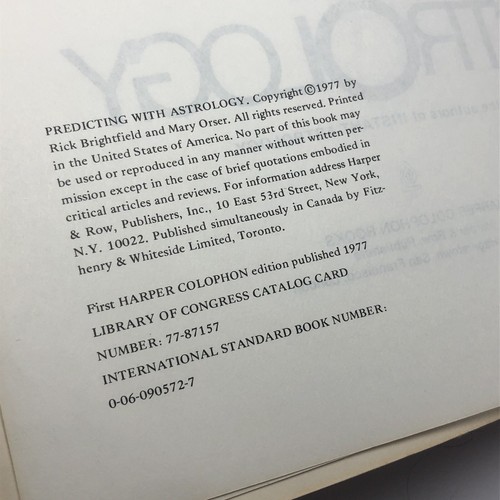 PREDICTING WITH ASTROLOGY. Copyright ©1977 by
Rick Brightfield and Mary Orser. All rights reserved. Printed
in the United States of America. No part of this book may
be used or reproduced in any manner without written per-
mission except in the case of brief quotations embodied in
critical articles and reviews. For information address Harper
& Row, Publishers, Inc., 10 East 53rd Street, New York,
N.Y. 10022. Published simultaneously in Canada by Fitz-
henry & Whiteside Limited, Toronto.
First HARPER COLOPHON edition published 1977
LIBRARY OF CONGRESS CATALOG CARD
NUMBER: 77-87157
INTERNATIONAL STANDARD BOOK NUMBER:
0-06-090572-7